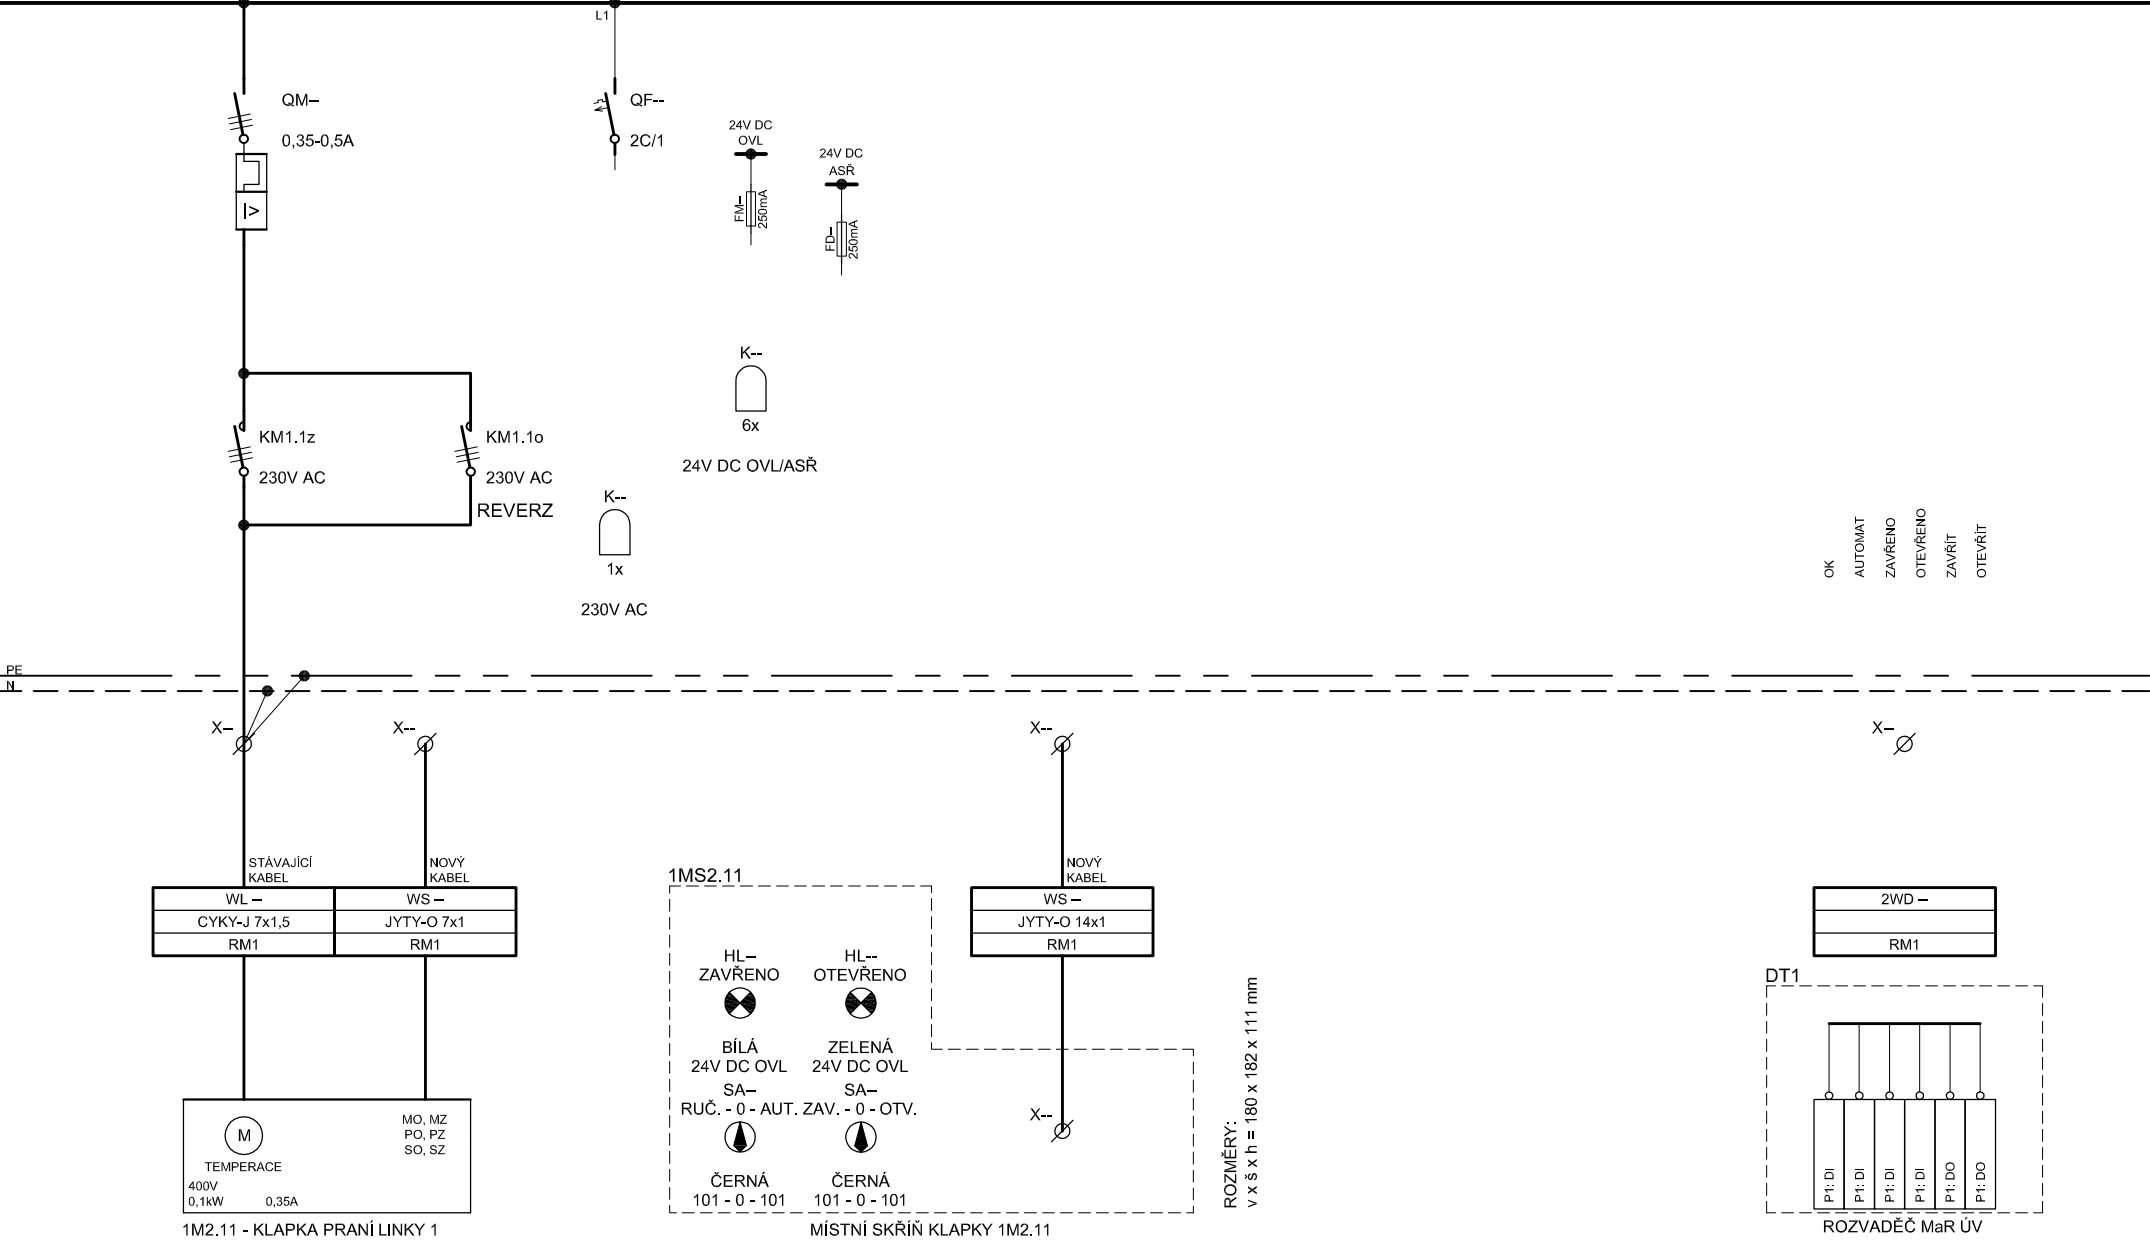 L1
QM–
0,35-0,5A
I>
QF--
2C/1
24V DC
OVL
FM–
250mA
24V DC
ASŘ
FD–
250mA
K--
6x
24V DC OVL/ASŘ
KM1.1z
230V AC
KM1.1o
230V AC
REVERZ
K--
1x
230V AC
OK
AUTOMAT
ZAVŘENO
OTEVŘENO
ZAVŘÍT
OTEVŘÍT
PE
N
X–
X--
X--
X–
STÁVAJÍCÍ
KABEL
NOVÝ
KABEL
WL –
CYKY-J 7x1,5
RM1
WS –
JYTY-O 7x1
RM1
NOVÝ
KABEL
WS –
JYTY-O 14x1
RM1
2WD –
RM1
M
TEMPERACE
400V
0,1kW 0,35A
MO, MZ
PO, PZ
SO, SZ
1M2.11 - KLAPKA PRANÍ LINKY 1
1MS2.11
HL–
ZAVŘENO
BÍLÁ
24V DC OVL
HL--
OTEVŘENO
ZELENÁ
24V DC OVL
SA–
RUČ. - 0 - AUT.
ČERNÁ
101 - 0 - 101
SA–
ZAV. - 0 - OTV.
ČERNÁ
101 - 0 - 101
X--
MÍSTNÍ SKŘÍŇ KLAPKY 1M2.11
ROZMĚRY:
v x š x h = 180 x 182 x 111 mm
DT1
P1: DI
P1: DI
P1: DI
P1: DI
P1: DO
P1: DO
ROZVADĚČ MaR ÚV